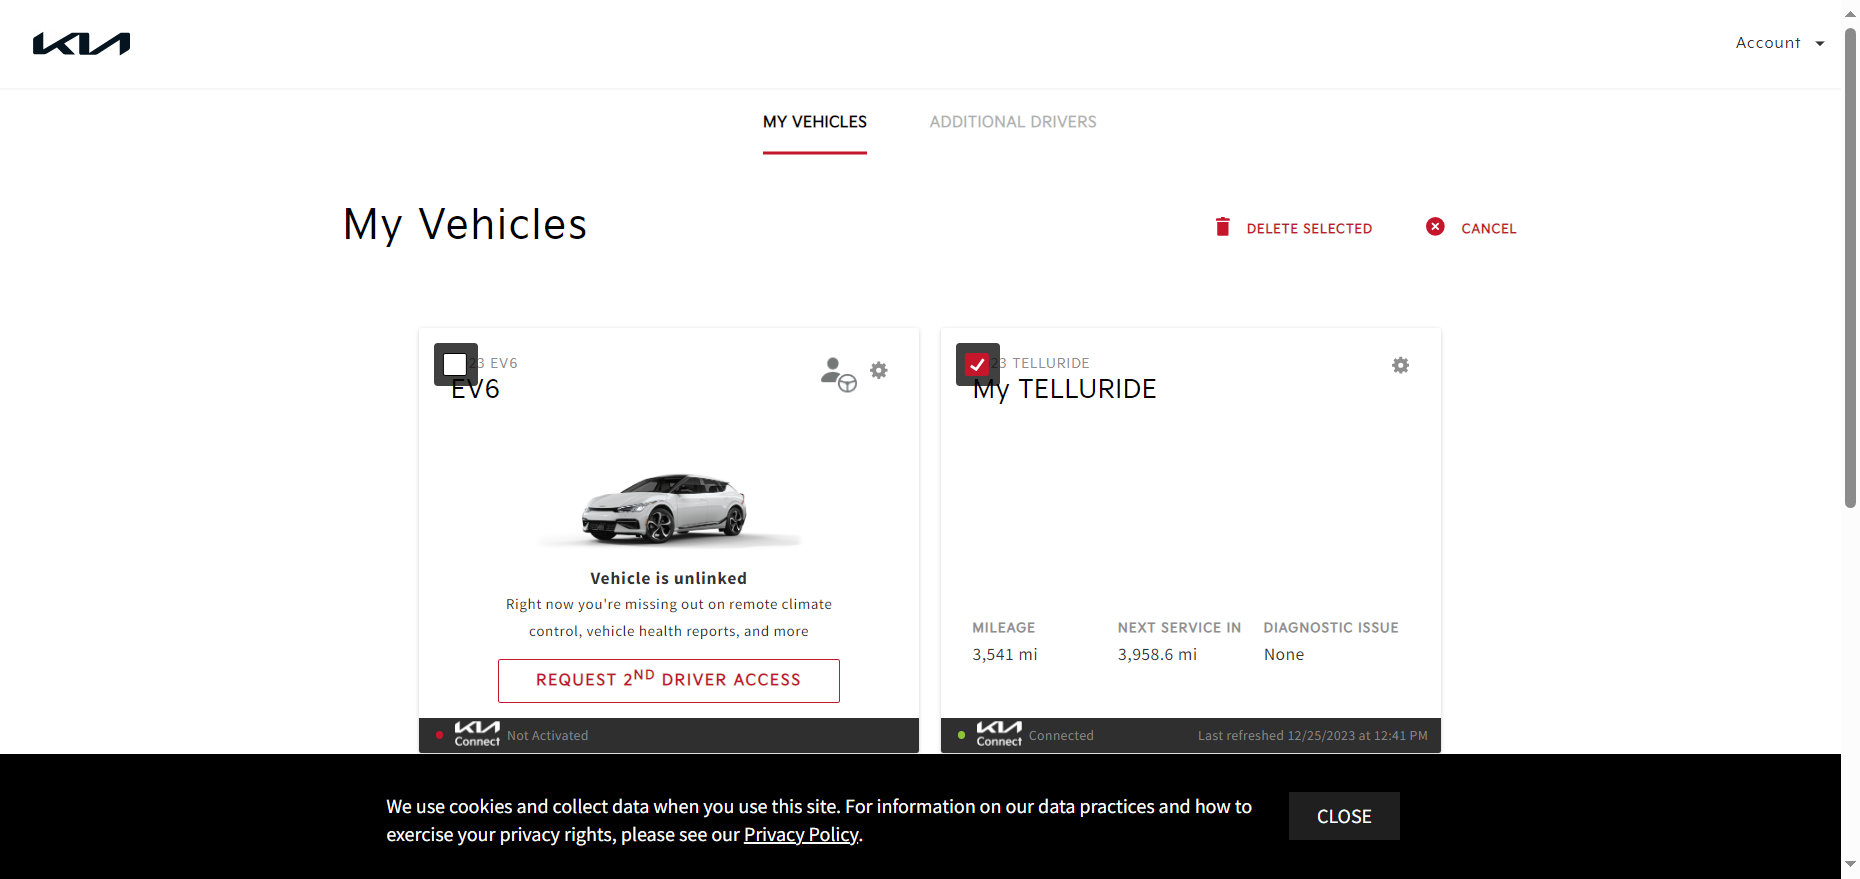 KIA
Account
MY VEHICLES
ADDITIONAL DRIVERS
My Vehicles
DELETE SELECTED
CANCEL
23 EV6
EV6
Vehicle is unlinked
Right now you're missing out on remote climate
control, vehicle health reports, and more
REQUEST 2ND DRIVER ACCESS
KIA
Connect
Not Activated
23 TELLURIDE
My TELLURIDE
MILEAGE
NEXT SERVICE IN
DIAGNOSTIC ISSUE
3,541 mi
3,958.6 mi
None
KIA
Connect
Connected
Last refreshed 12/25/2023 at 12:41 PM
We use cookies and collect data when you use this site. For information on our data practices and how to
exercise your privacy rights, please see our Privacy Policy.
CLOSE